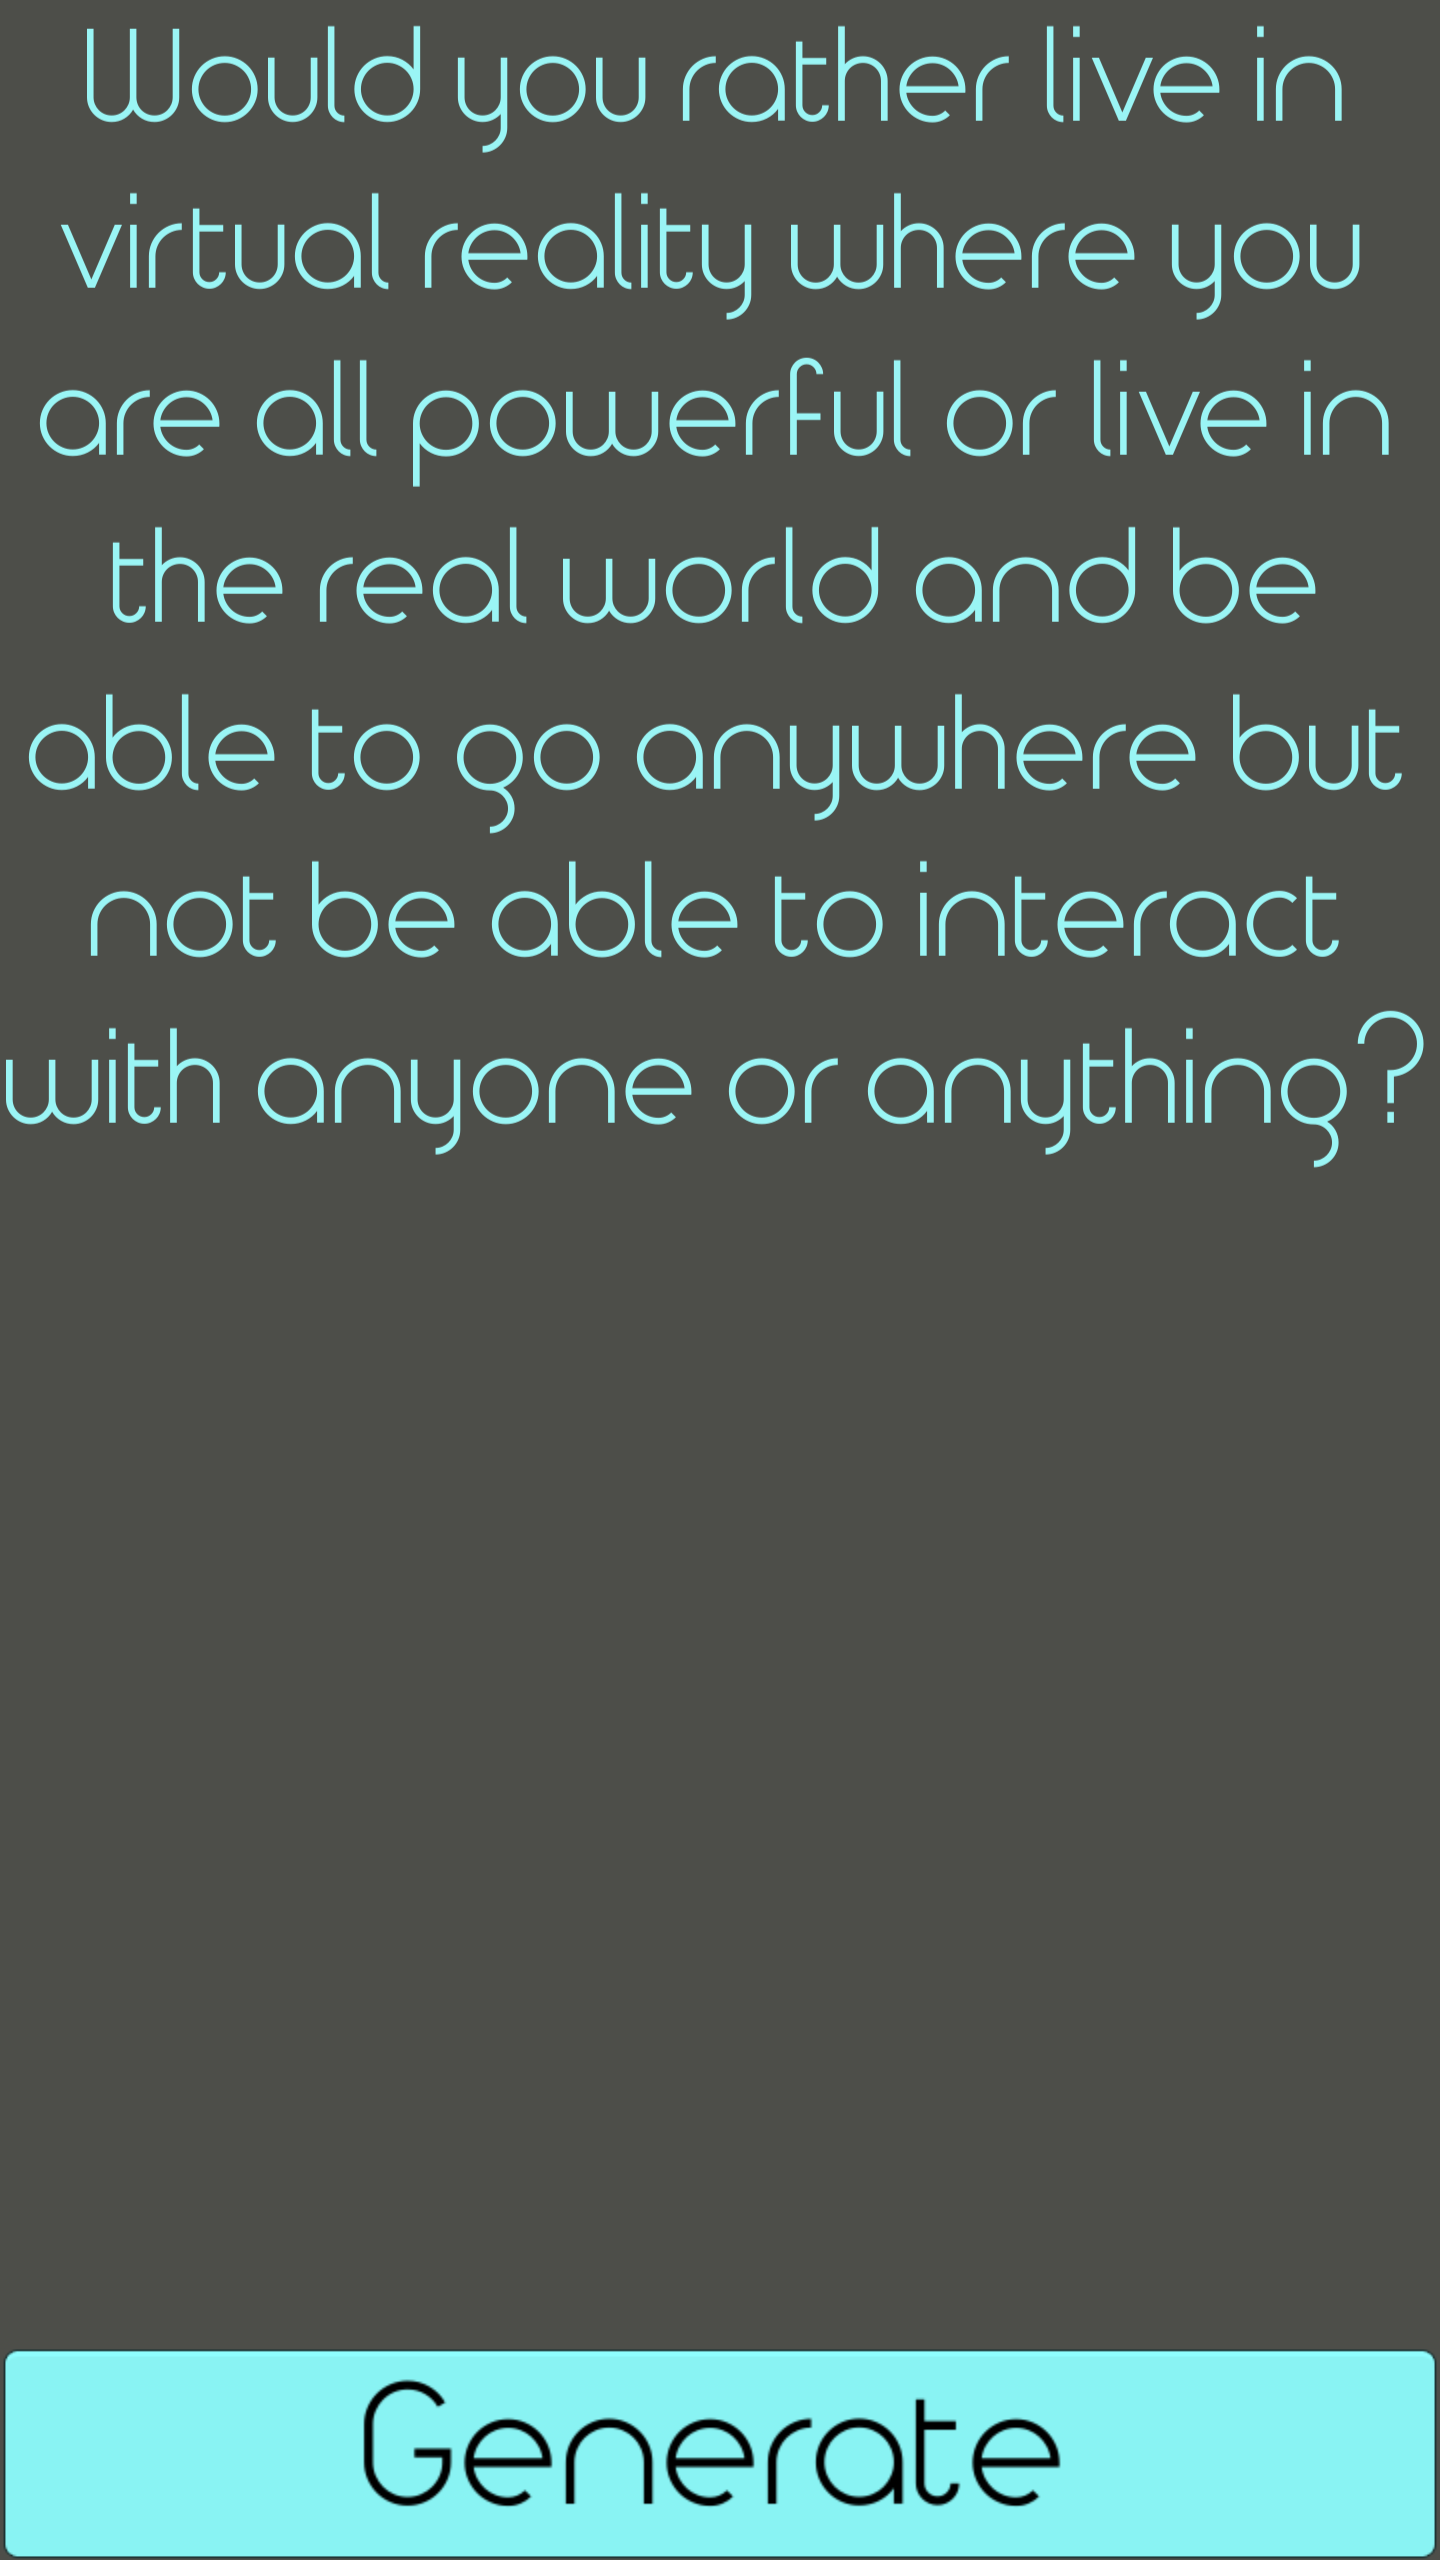 Would you rather live in
virtual reality where you
are all powerful or live in
the real world and be
able to go anywhere but
not be able to interact
with anyone or anything?
Generate